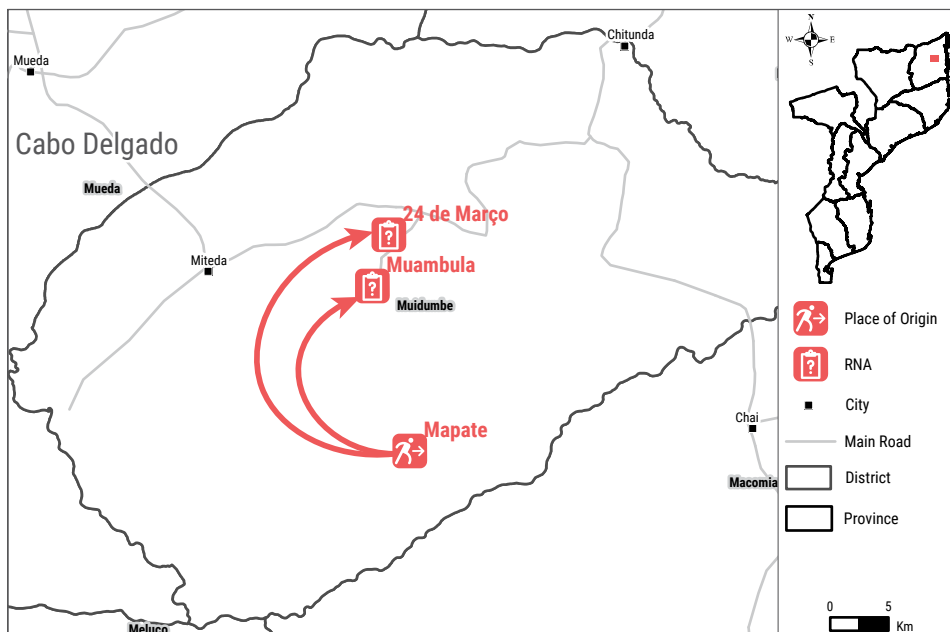 Mueda
Chitunda
Cabo Delgado
Mueda
24 de Março
Miteda
Muambula
Muidumbe
Mapate
Chai
Macomia
Meluco
N
W
E
S
Place of Origin
RNA
City
Main Road
District
Province
0 5
Km
?
?
?